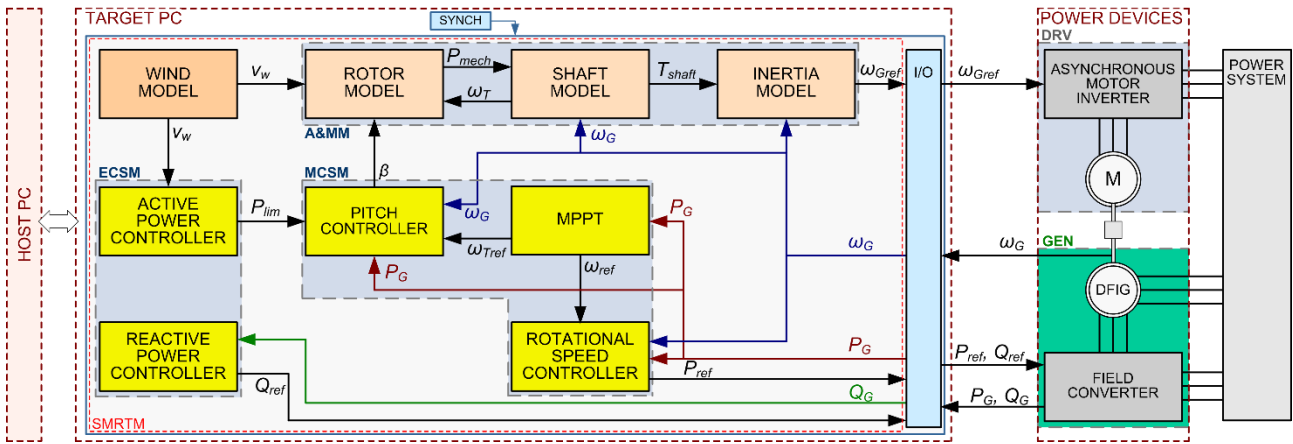 HOST PC
TARGET PC
SYNCH
POWER DEVICES
DRV
WIND
MODEL
v_w
ROTOR
MODEL
P_mech
ω_T
SHAFT
MODEL
T_shaft
INERTIA
MODEL
ω_Gref
I/O
ω_Gref
ASYNCHRONOUS
MOTOR
INVERTER
POWER
SYSTEM
A&MM
v_w
β
ω_G
ECSM
MCSM
M
ACTIVE
POWER
CONTROLLER
P_lim
PITCH
CONTROLLER
ω_G
ω_Tref
MPPT
P_G
ω_G
ω_G
GEN
P_G
ω_ref
DFIG
REACTIVE
POWER
CONTROLLER
Q_ref
ROTATIONAL
SPEED
CONTROLLER
P_G
P_ref
Q_G
P_ref, Q_ref
P_G, Q_G
FIELD
CONVERTER
SMRTM